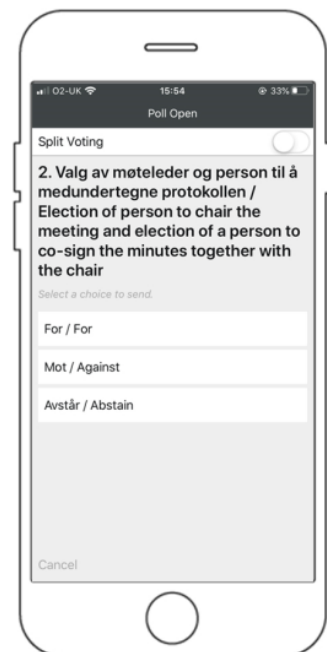 O2-UK 15:54 33%
Poll Open
Split Voting
2. Valg av møteleder og person til å
medundertegne protokollen /
Election of person to chair the
meeting and election of a person to
co-sign the minutes together with
the chair
Select a choice to send.
For / For
Mot / Against
Avstår / Abstain
Cancel